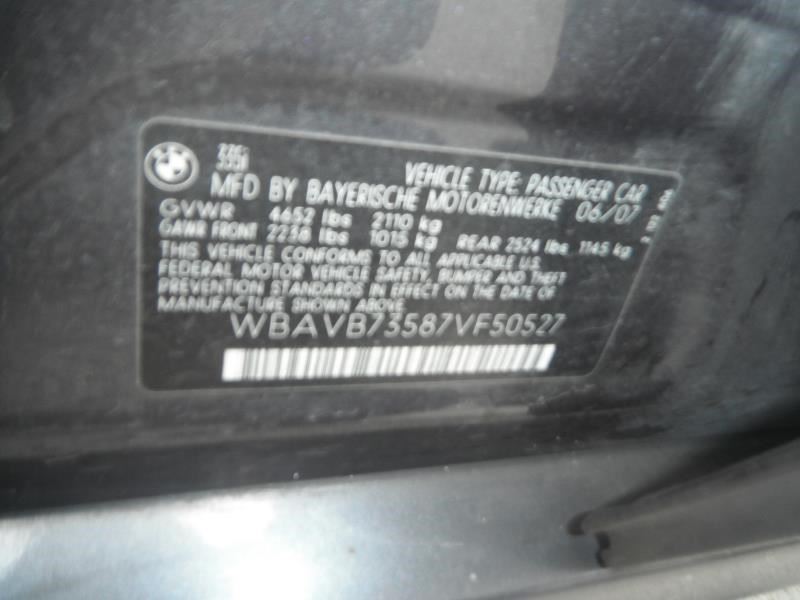 335i
VEHICLE TYPE PASSENGER CAR
MFD BY BAYERISCHE MOTORENWERKE 06/07
GVWR 4652 lbs 2110 kg
GAWR FRONT 2238 lbs 1015 kg REAR 2524 lbs 1145 kg
THIS VEHICLE CONFORMS TO ALL APPLICABLE U.S.
FEDERAL MOTOR VEHICLE SAFETY, BUMPER AND THEFT
PREVENTION STANDARDS IN EFFECT ON THE DATE OF
MANUFACTURE SHOWN ABOVE.
WBAVB73587VF50527